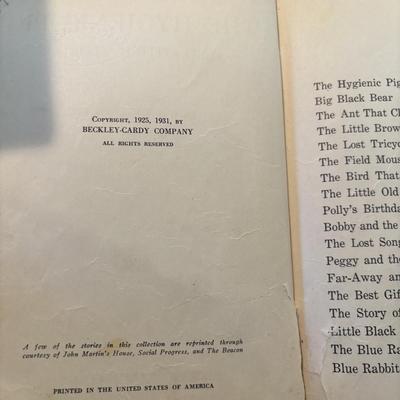 Copyright, 1925, 1931, by
BECKLEY-CARDY COMPANY
ALL RIGHTS RESERVED
A few of the stories in this collection are reprinted through
courtesy of John Martin's House, Social Progress, and The Beacon
PRINTED IN THE UNITED STATES OF AMERICA
The Hygienic Pig
Big Black Bear
The Ant That
The Little Brow
The Lost Tricyc
The Field Mous
The Bird That
The Little Old
Polly's Birthda
Bobby and the
The Lost Song
Peggy and the
Far-Away an
The Best Gif
The Story of
Little Black
The Blue Ra
Blue Rabbit